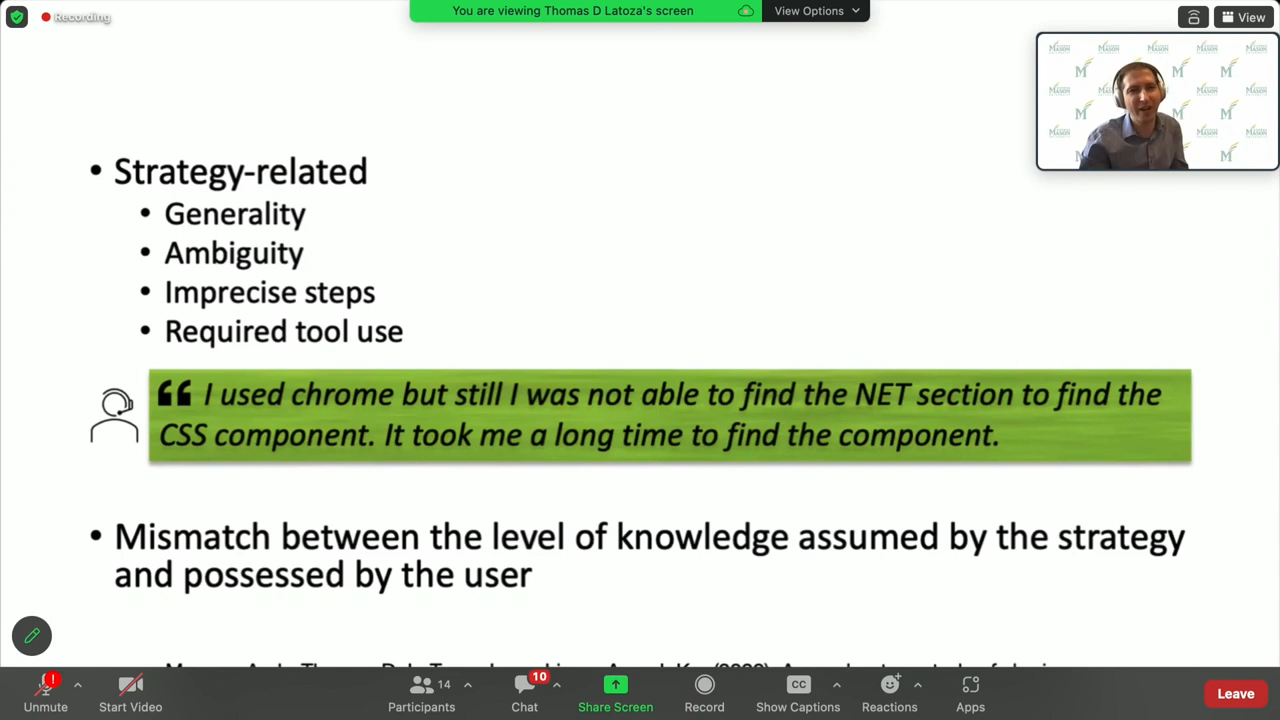 Recording
You are viewing Thomas D Latoza's screen
View Options
View
• Strategy-related
• Generality
• Ambiguity
• Imprecise steps
• Required tool use
❝ I used chrome but still I was not able to find the NET section to find the
CSS component. It took me a long time to find the component.
• Mismatch between the level of knowledge assumed by the strategy
and possessed by the user
Unmute
Start Video
14
Participants
10
Chat
Share Screen
Record
CC
Show Captions
Reactions
Apps
Leave